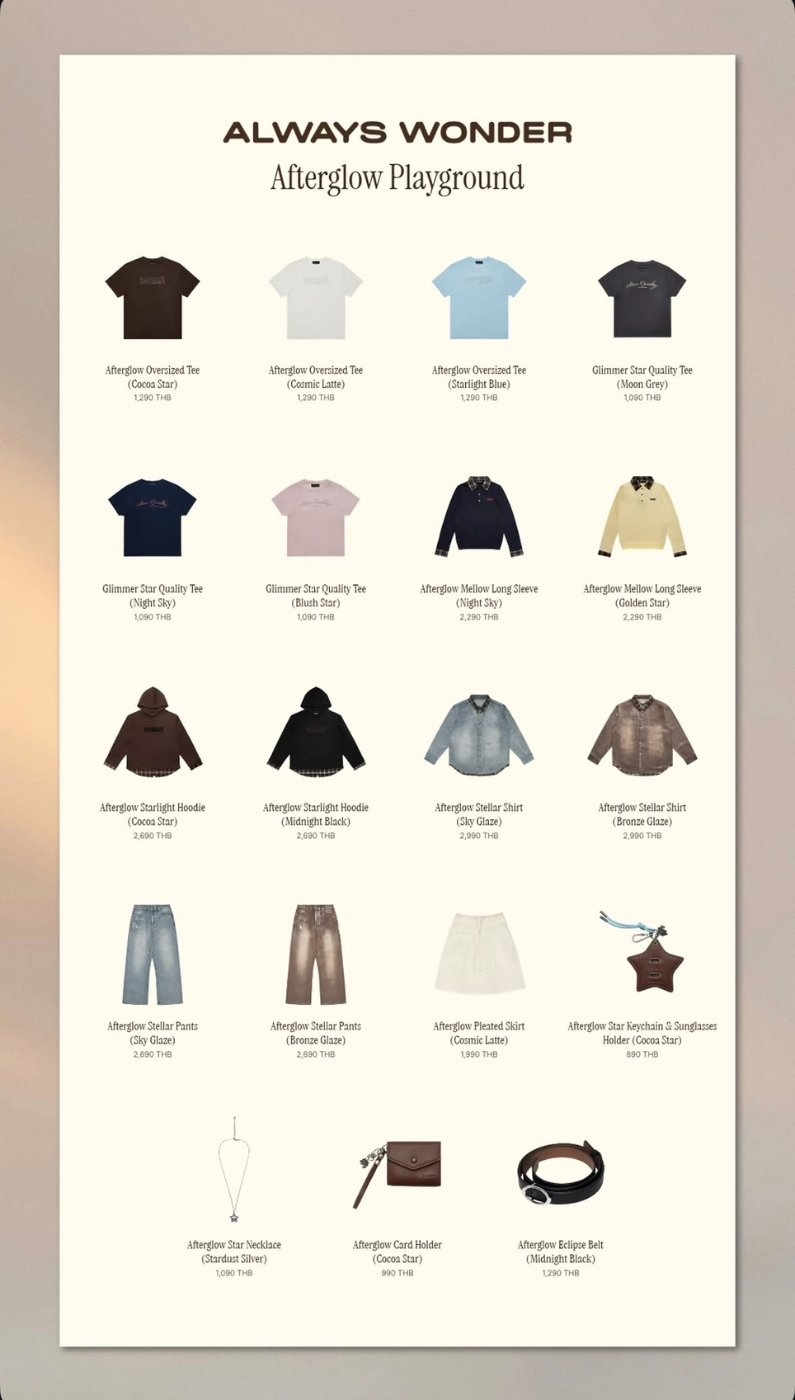 ALWAYS WONDER
Afterglow Playground
Afterglow Oversized Tee
(Cocoa Star)
1,290 THB
Afterglow Oversized Tee
(Cosmic Latte)
1,290 THB
Afterglow Oversized Tee
(Starlight Blue)
1,290 THB
Star Quality
Glimmer Star Quality Tee
(Moon Grey)
1,090 THB
Star Quality
Glimmer Star Quality Tee
(Night Sky)
1,090 THB
Star Quality
Glimmer Star Quality Tee
(Blush Star)
1,090 THB
Afterglow Mellow Long Sleeve
(Night Sky)
2,290 THB
Afterglow Mellow Long Sleeve
(Golden Star)
2,290 THB
Afterglow Starlight Hoodie
(Cocoa Star)
2,690 THB
Afterglow Starlight Hoodie
(Midnight Black)
2,690 THB
Afterglow Stellar Shirt
(Sky Glaze)
2,990 THB
Afterglow Stellar Shirt
(Bronze Glaze)
2,990 THB
Afterglow Stellar Pants
(Sky Glaze)
2,690 THB
Afterglow Stellar Pants
(Bronze Glaze)
2,690 THB
Afterglow Pleated Skirt
(Cosmic Latte)
1,990 THB
Afterglow Star Keychain & Sunglasses
Holder (Cocoa Star)
890 THB
Afterglow Star Necklace
(Stardust Silver)
1,090 THB
Afterglow Card Holder
(Cocoa Star)
990 THB
Afterglow Eclipse Belt
(Midnight Black)
1,290 THB